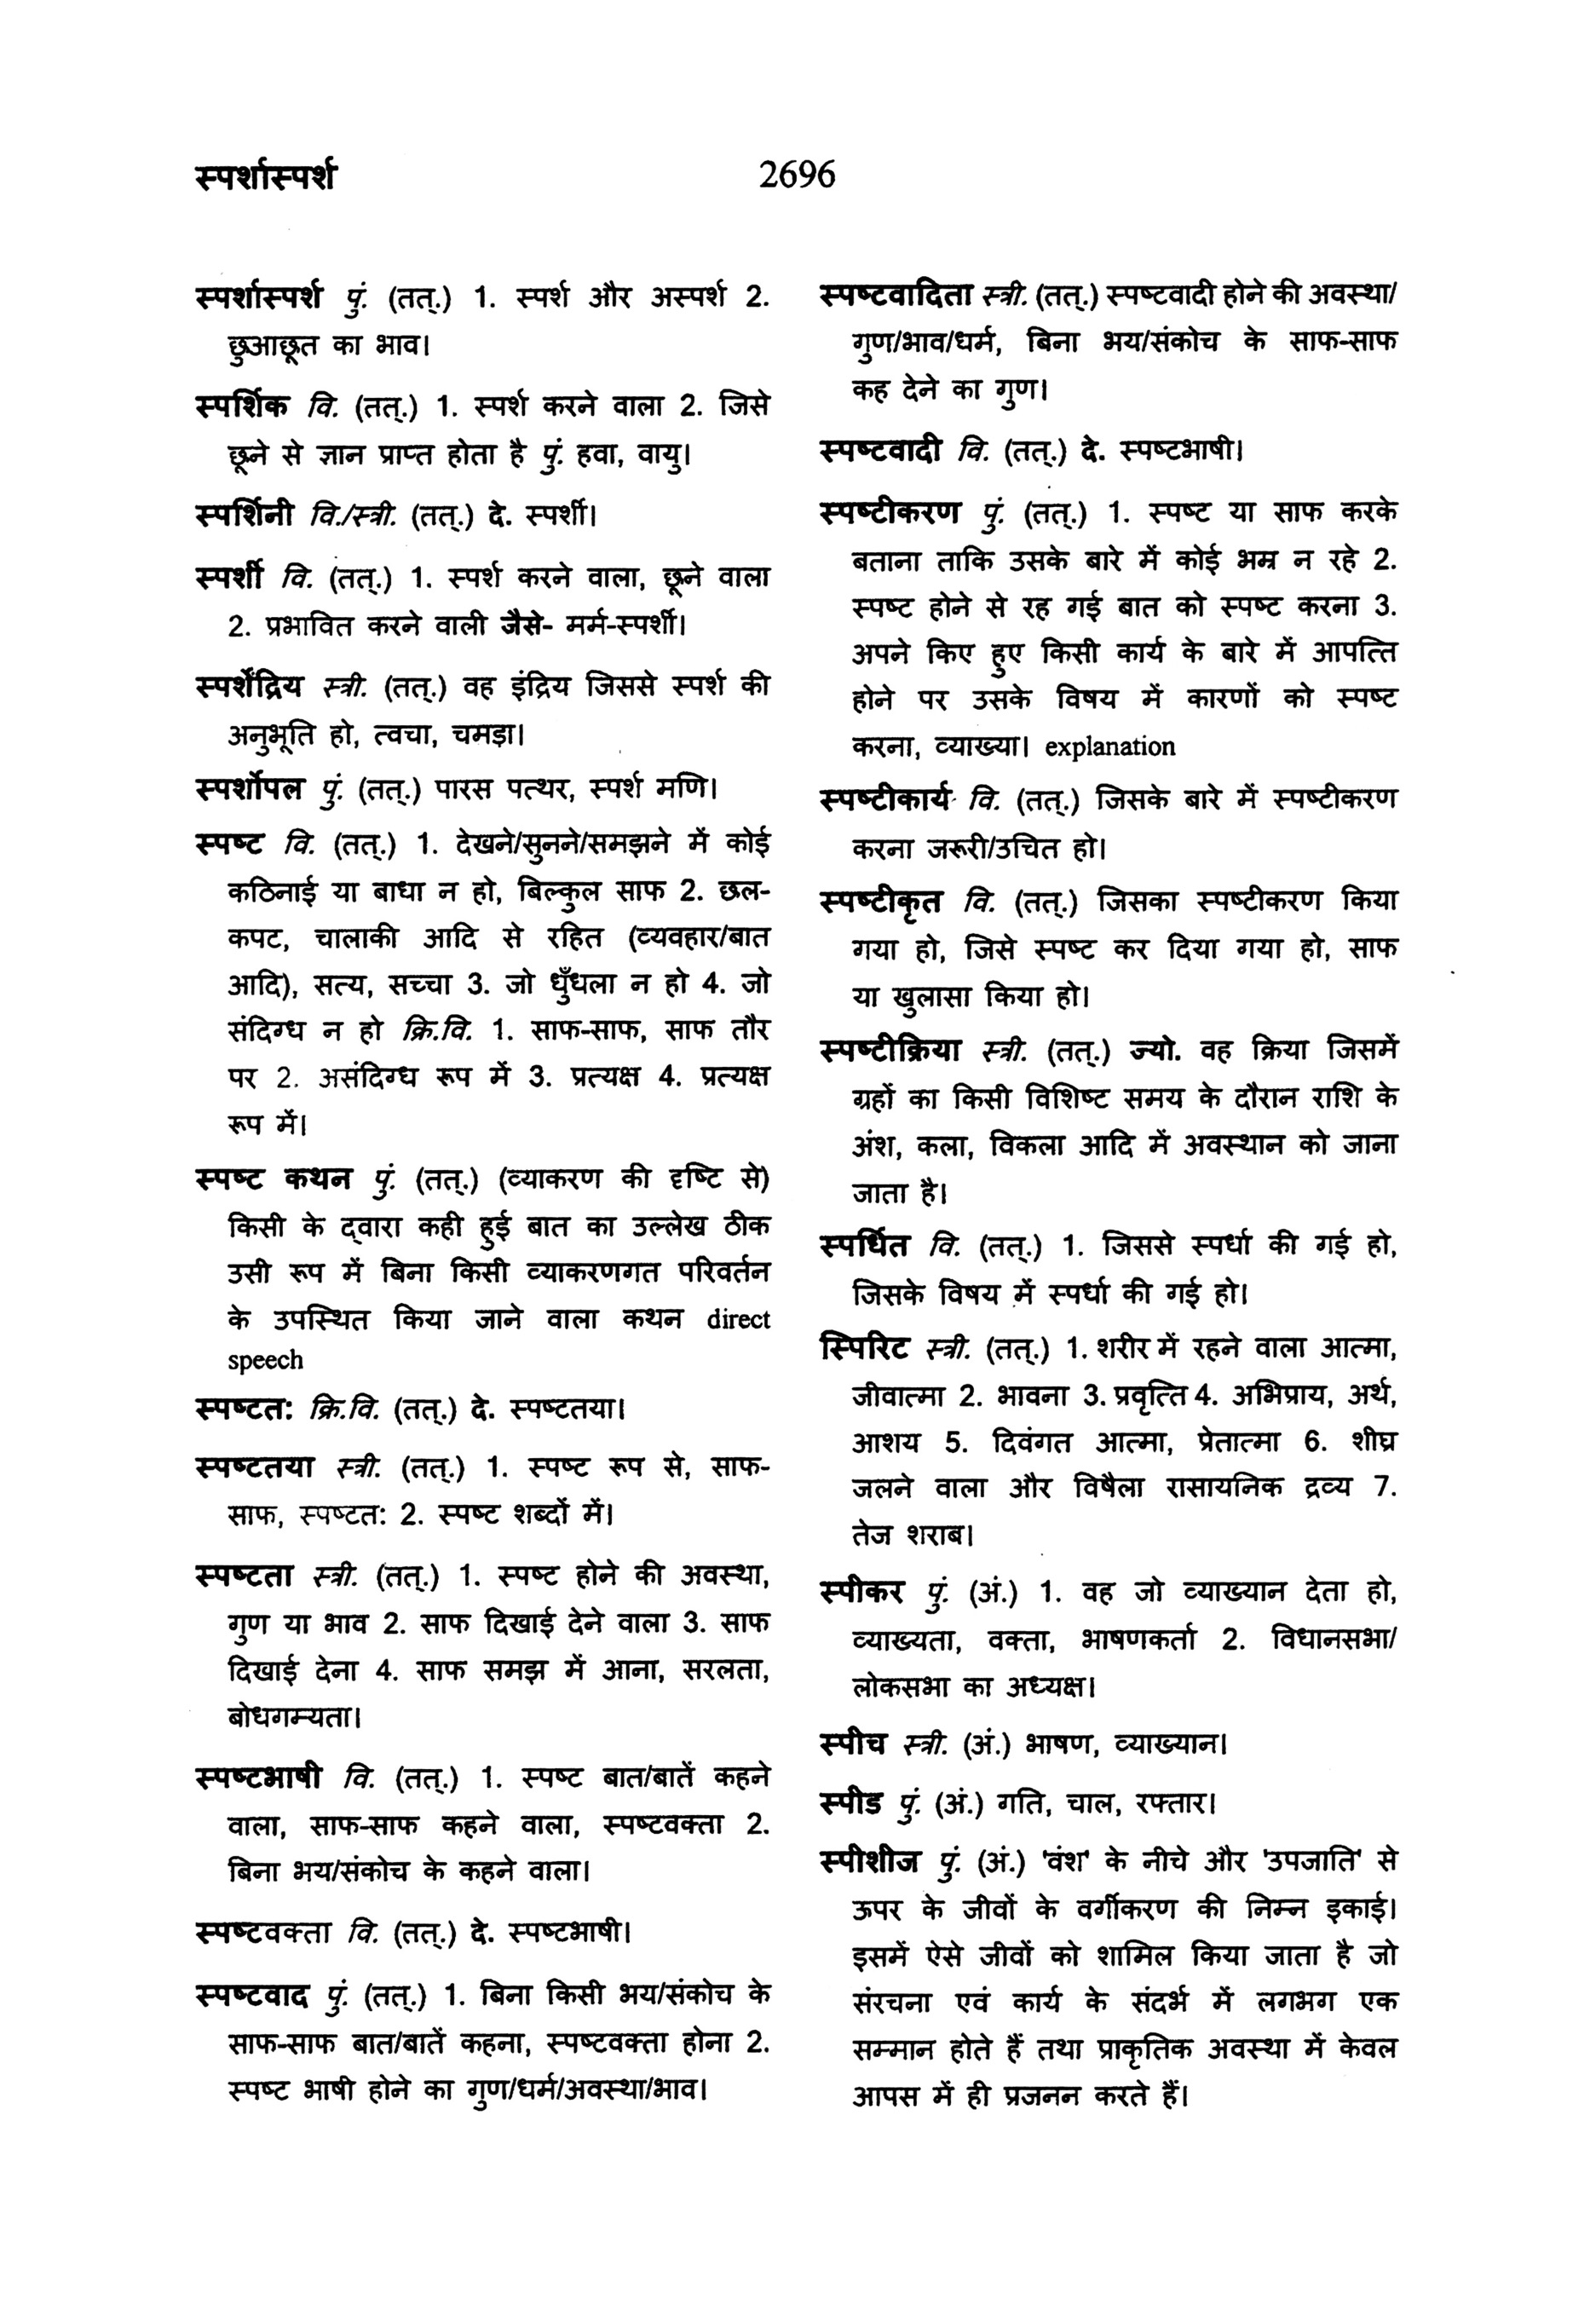 स्पर्शास्पर्श
2696
स्पर्शास्पर्श पुं. (तत्.) 1. स्पर्श और अस्पर्श 2.
छुआछूत का भाव।
स्पर्शिक वि. (तत्.) 1. स्पर्श करने वाला 2. जिसे
छूने से ज्ञान प्राप्त होता है पुं. हवा, वायु।
स्पर्शिनी वि./स्त्री. (तत्.) दे. स्पर्शी।
स्पर्शी वि. (तत्.) 1. स्पर्श करने वाला, छूने वाला
2. प्रभावित करने वाली जैसे- मर्म-स्पर्शी।
स्पर्शेंद्रिय स्त्री. (तत्.) वह इंद्रिय जिससे स्पर्श की
अनुभूति हो, त्वचा, चमड़ा।
स्पर्शोपल पुं. (तत्.) पारस पत्थर, स्पर्श मणि।
स्पष्ट वि. (तत्.) 1. देखने/सुनने/समझने में कोई
कठिनाई या बाधा न हो, बिल्कुल साफ 2. छल-
कपट, चालाकी आदि से रहित (व्यवहार/बात
आदि), सत्य, सच्चा 3. जो धुँधला न हो 4. जो
संदिग्ध न हो क्रि.वि. 1. साफ-साफ, साफ तौर
पर 2. असंदिग्ध रूप में 3. प्रत्यक्ष 4. प्रत्यक्ष
रूप में।
स्पष्ट कथन पुं. (तत्.) (व्याकरण की दृष्टि से)
किसी के द्वारा कही हुई बात का उल्लेख ठीक
उसी रूप में बिना किसी व्याकरणगत परिवर्तन
के उपस्थित किया जाने वाला कथन direct
speech
स्पष्टत: क्रि.वि. (तत्.) दे. स्पष्टतया।
स्पष्टतया स्त्री. (तत्.) 1. स्पष्ट रूप से, साफ-
साफ, स्पष्टत: 2. स्पष्ट शब्दों में।
स्पष्टता स्त्री. (तत्.) 1. स्पष्ट होने की अवस्था,
गुण या भाव 2. साफ दिखाई देने वाला 3. साफ
दिखाई देना 4. साफ समझ में आना, सरलता,
बोधगम्यता।
स्पष्टभाषी वि. (तत्.) 1. स्पष्ट बात/बातें कहने
वाला, साफ-साफ कहने वाला, स्पष्टवक्ता 2.
बिना भय/संकोच के कहने वाला।
स्पष्टवक्ता वि. (तत्.) दे. स्पष्टभाषी।
स्पष्टवाद पुं. (तत्.) 1. बिना किसी भय/संकोच के
साफ-साफ बात/बातें कहना, स्पष्टवक्ता होना 2.
स्पष्ट भाषी होने का गुण/धर्म/अवस्था/भाव।
स्पष्टवादिता स्त्री. (तत्.) स्पष्टवादी होने की अवस्था/
गुण/भाव/धर्म, बिना भय/संकोच के साफ-साफ
कह देने का गुण।
स्पष्टवादी वि. (तत्.) दे. स्पष्टभाषी।
स्पष्टीकरण पुं. (तत्.) 1. स्पष्ट या साफ करके
बताना ताकि उसके बारे में कोई भम्र न रहे 2.
स्पष्ट होने से रह गई बात को स्पष्ट करना 3.
अपने किए हुए किसी कार्य के बारे में आपत्ति
होने पर उसके विषय में कारणों को स्पष्ट
करना, व्याख्या। explanation
स्पष्टीकार्य वि. (तत्.) जिसके बारे में स्पष्टीकरण
करना जरूरी/उचित हो।
स्पष्टीकृत वि. (तत्.) जिसका स्पष्टीकरण किया
गया हो, जिसे स्पष्ट कर दिया गया हो, साफ
या खुलासा किया हो।
स्पष्टीक्रिया स्त्री. (तत्.) ज्यो. वह क्रिया जिसमें
ग्रहों का किसी विशिष्ट समय के दौरान राशि के
अंश, कला, विकला आदि में अवस्थान को जाना
जाता है।
स्पर्धित वि. (तत्.) 1. जिससे स्पर्धा की गई हो,
जिसके विषय में स्पर्धा की गई हो।
स्पिरिट स्त्री. (तत्.) 1. शरीर में रहने वाला आत्मा,
जीवात्मा 2. भावना 3. प्रवृत्ति 4. अभिप्राय, अर्थ,
आशय 5. दिवंगत आत्मा, प्रेतात्मा 6. शीघ्र
जलने वाला और विषैला रासायनिक द्रव्य 7.
तेज शराब।
स्पीकर पुं. (अं.) 1. वह जो व्याख्यान देता हो,
व्याख्यता, वक्ता, भाषणकर्ता 2. विधानसभा/
लोकसभा का अध्यक्ष।
स्पीच स्त्री. (अं.) भाषण, व्याख्यान।
स्पीड पुं. (अं.) गति, चाल, रफ्तार।
स्पीशीज पुं. (अं.) 'वंश' के नीचे और 'उपजाति' से
ऊपर के जीवों के वर्गीकरण की निम्न इकाई।
इसमें ऐसे जीवों को शामिल किया जाता है जो
संरचना एवं कार्य के संदर्भ में लगभग एक
सम्मान होते हैं तथा प्राकृतिक अवस्था में केवल
आपस में ही प्रजनन करते हैं।